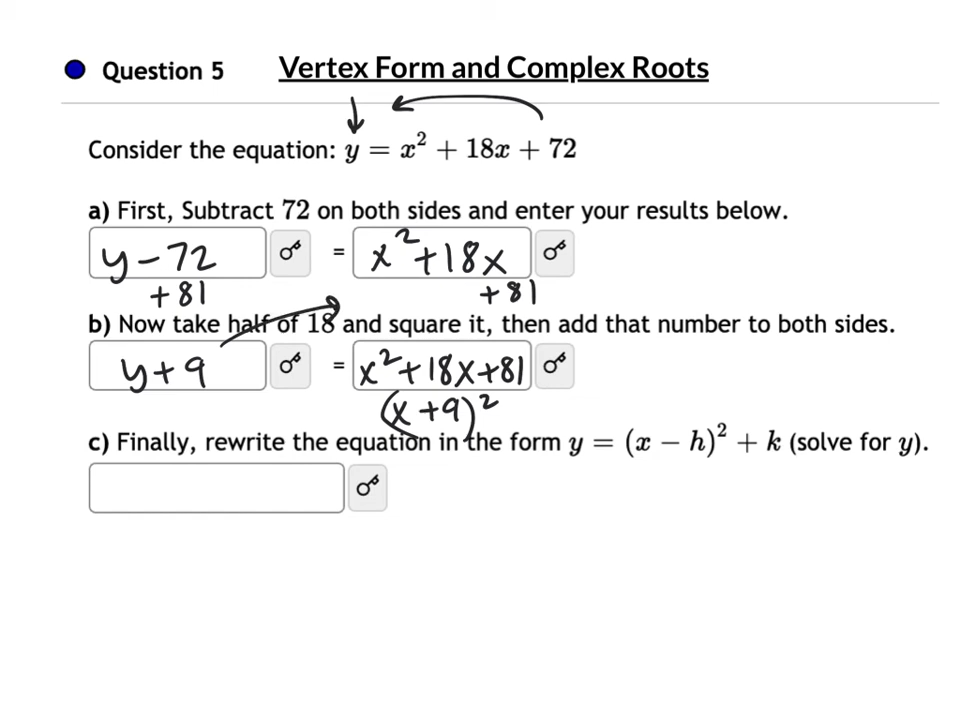 Question 5 Vertex Form and Complex Roots
Consider the equation: y = x² + 18x + 72
a) First, Subtract 72 on both sides and enter your results below.
y - 72 = x² + 18x
+ 81 + 81
b) Now take half of 18 and square it, then add that number to both sides.
y + 9 = x² + 18x + 81
(x + 9)²
c) Finally, rewrite the equation in the form y = (x − h)² + k (solve for y).